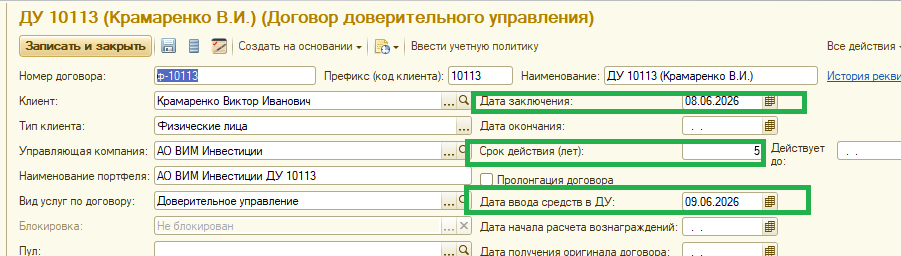 ДУ 10113 (Крамаренко В.И.) (Договор доверительного управления)
Записать и закрыть Создать на основании Ввести учетную политику Все действия
Номер договора: ф-10113 Префикс (код клиента): 10113 Наименование: ДУ 10113 (Крамаренко В.И.) История рекви
Клиент: Крамаренко Виктор Иванович ... Дата заключения: 08.06.2026
Тип клиента: Физические лица ... Дата окончания: . .
Управляющая компания: АО ВИМ Инвестиции ... Срок действия (лет): 5 Действует до: . .
Наименование портфеля: АО ВИМ Инвестиции ДУ 10113 Пролонгация договора
Вид услуг по договору: Доверительное управление ... Дата ввода средств в ДУ: 09.06.2026
Блокировка: Не блокирован ... Дата начала расчета вознаграждений: . .
Пул: ... Дата получения оригинала договора: . .